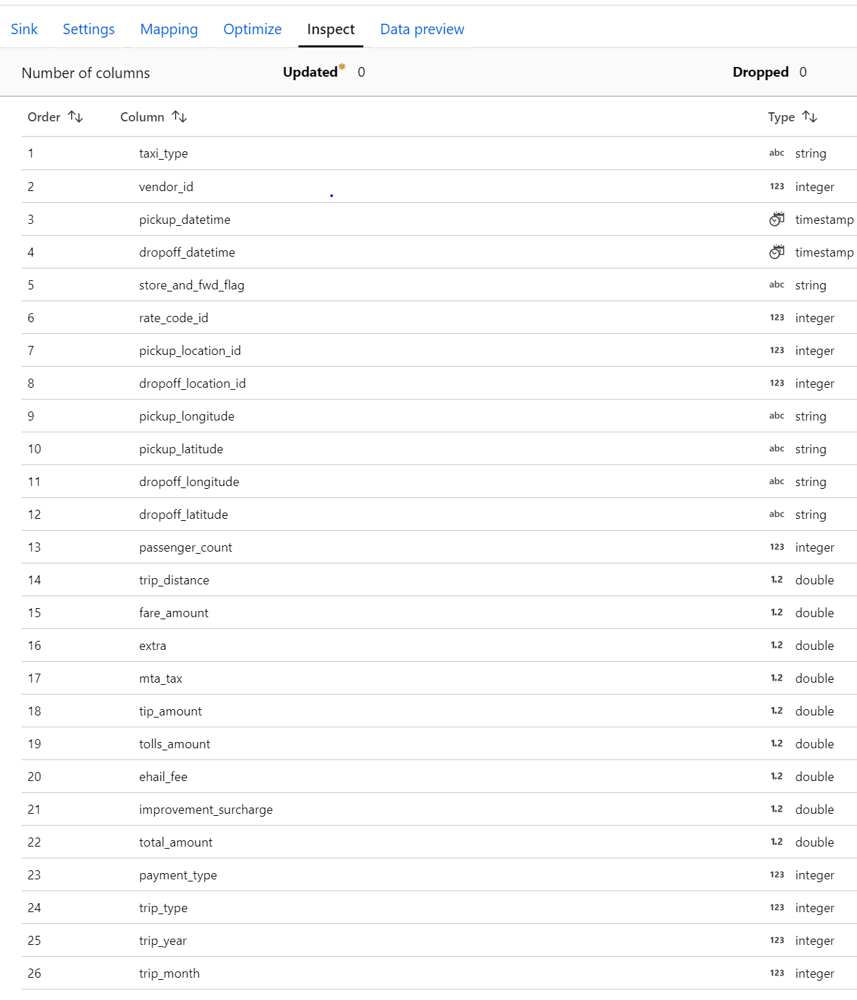 Sink Settings Mapping Optimize Inspect Data preview
Number of columns Updated* 0 Dropped 0
Order Column Type
1 taxi_type abc string
2 vendor_id 123 integer
3 pickup_datetime timestamp
4 dropoff_datetime timestamp
5 store_and_fwd_flag abc string
6 rate_code_id 123 integer
7 pickup_location_id 123 integer
8 dropoff_location_id 123 integer
9 pickup_longitude abc string
10 pickup_latitude abc string
11 dropoff_longitude abc string
12 dropoff_latitude abc string
13 passenger_count 123 integer
14 trip_distance 1.2 double
15 fare_amount 1.2 double
16 extra 1.2 double
17 mta_tax 1.2 double
18 tip_amount 1.2 double
19 tolls_amount 1.2 double
20 ehail_fee 1.2 double
21 improvement_surcharge 1.2 double
22 total_amount 1.2 double
23 payment_type 123 integer
24 trip_type 123 integer
25 trip_year 123 integer
26 trip_month 123 integer